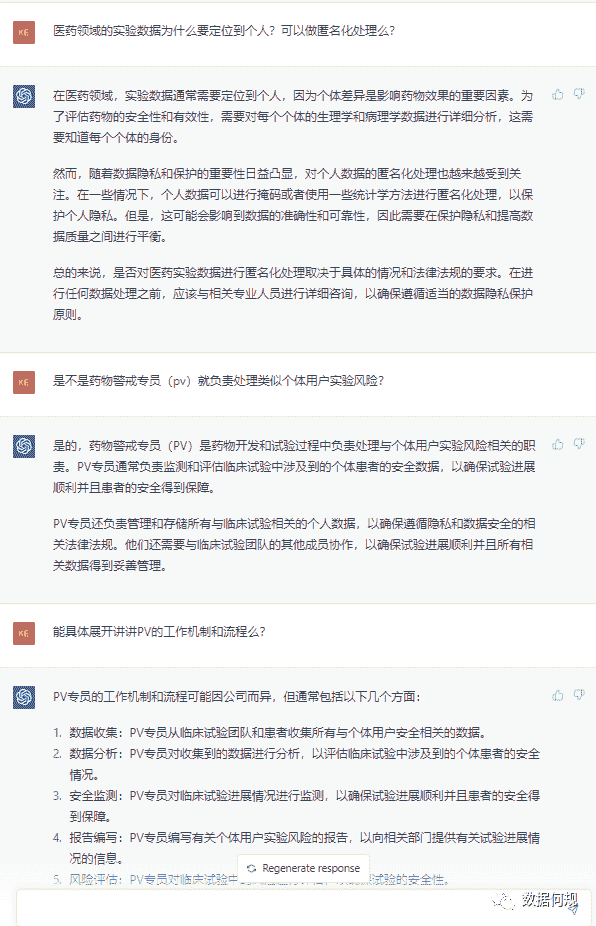 KE
医药领域的实验数据为什么要定位到个人？可以做匿名化处理么？
在医药领域，实验数据通常需要定位到个人，因为个体差异是影响药物效果的重要因素。为
了评估药物的安全性和有效性，需要对每个个体的生理学和病理学数据进行详细分析，这需
要知道每个个体的身份。
然而，随着数据隐私和保护的重要性日益凸显，对个人数据的匿名化处理也越来越受到关
注。在一些情况下，个人数据可以进行掩码或者使用一些统计学方法进行匿名化处理，以保
护个人隐私。但是，这可能会影响到数据的准确性和可靠性，因此需要在保护隐私和提高数
据质量之间进行平衡。
总的来说，是否对医药实验数据进行匿名化处理取决于具体的情况和法律法规的要求。在进
行任何数据处理之前，应该与相关专业人员进行详细咨询，以确保遵循适当的数据隐私保护
原则。
KE
是不是药物警戒专员（pv）就负责处理类似个体用户实验风险？
是的，药物警戒专员（PV）是药物开发和试验过程中负责处理与个体用户实验风险相关的职
责。PV专员通常负责监测和评估临床试验中涉及到的个体患者的安全数据，以确保试验进展
顺利并且患者的安全得到保障。
PV专员还负责管理和存储所有与临床试验相关的个人数据，以确保遵循隐私和数据安全的相
关法律法规。他们还需要与临床试验团队的其他成员协作，以确保试验进展顺利并且所有相
关数据得到妥善管理。
KE
能具体展开讲讲PV的工作机制和流程么？
PV专员的工作机制和流程可能因公司而异，但通常包括以下几个方面：
1. 数据收集：PV专员从临床试验团队和患者收集所有与个体用户安全相关的数据。
2. 数据分析：PV专员对收集到的数据进行分析，以评估临床试验中涉及到的个体患者的安全
情况。
3. 安全监测：PV专员对临床试验进展情况进行监测，以确保试验进展顺利并且患者的安全得
到保障。
4. 报告编写：PV专员编写有关个体用户实验风险的报告，以向相关部门提供有关试验进展情
况的信息。
Regenerate response
5. 风险评估：PV专员对临床试验中 试验的安全性。
数据何规